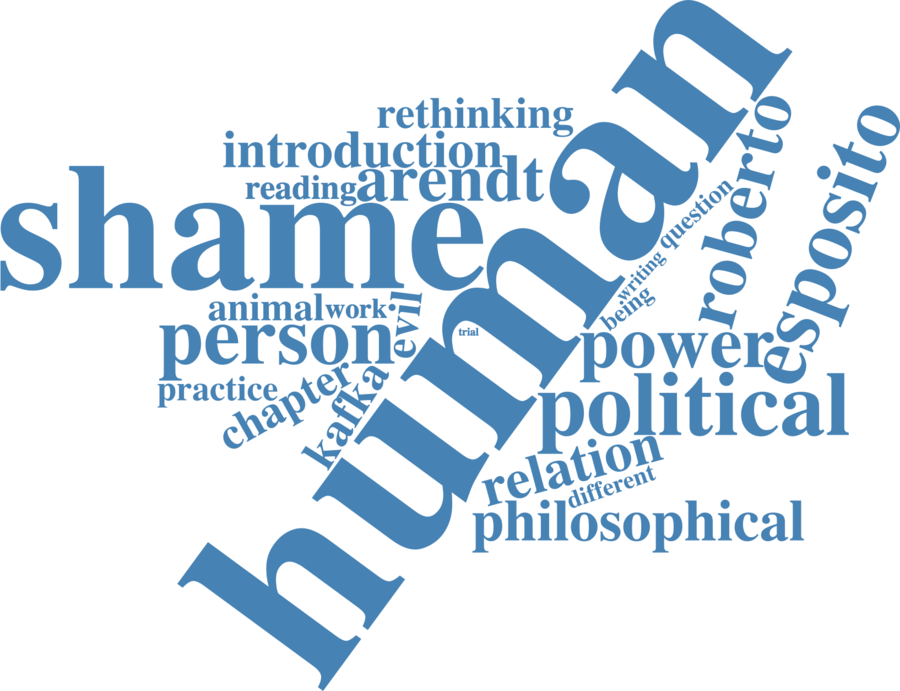 human
rethinking
introduction
reading
arendt
shame
roberto
esposito
question
writing
being
animal
work
evil
person
trial
power
practice
chapter
kafka
political
relation
different
philosophical